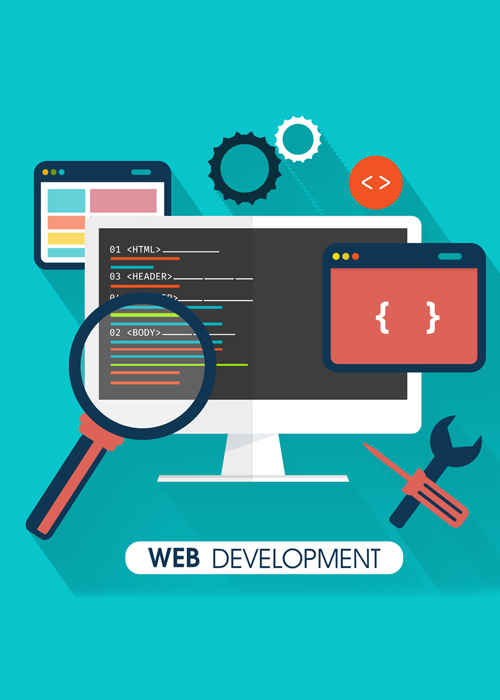 < >
01 <HTML>
03 <HEADER>
{ }
02 <BODY>
WEB DEVELOPMENT